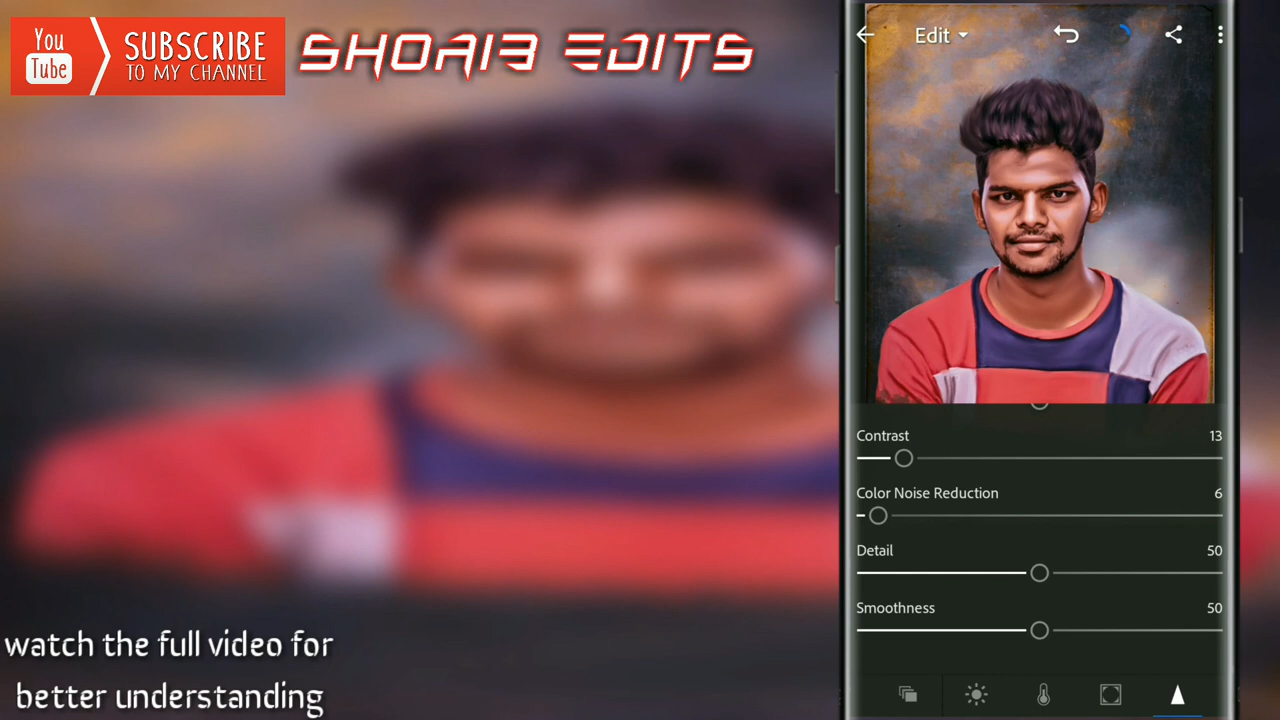 You
Tube
SUBSCRIBE
TO MY CHANNEL
SHOAIB EDITS
Edit
Contrast 13
Color Noise Reduction 6
Detail 50
Smoothness 50
watch the full video for
better understanding